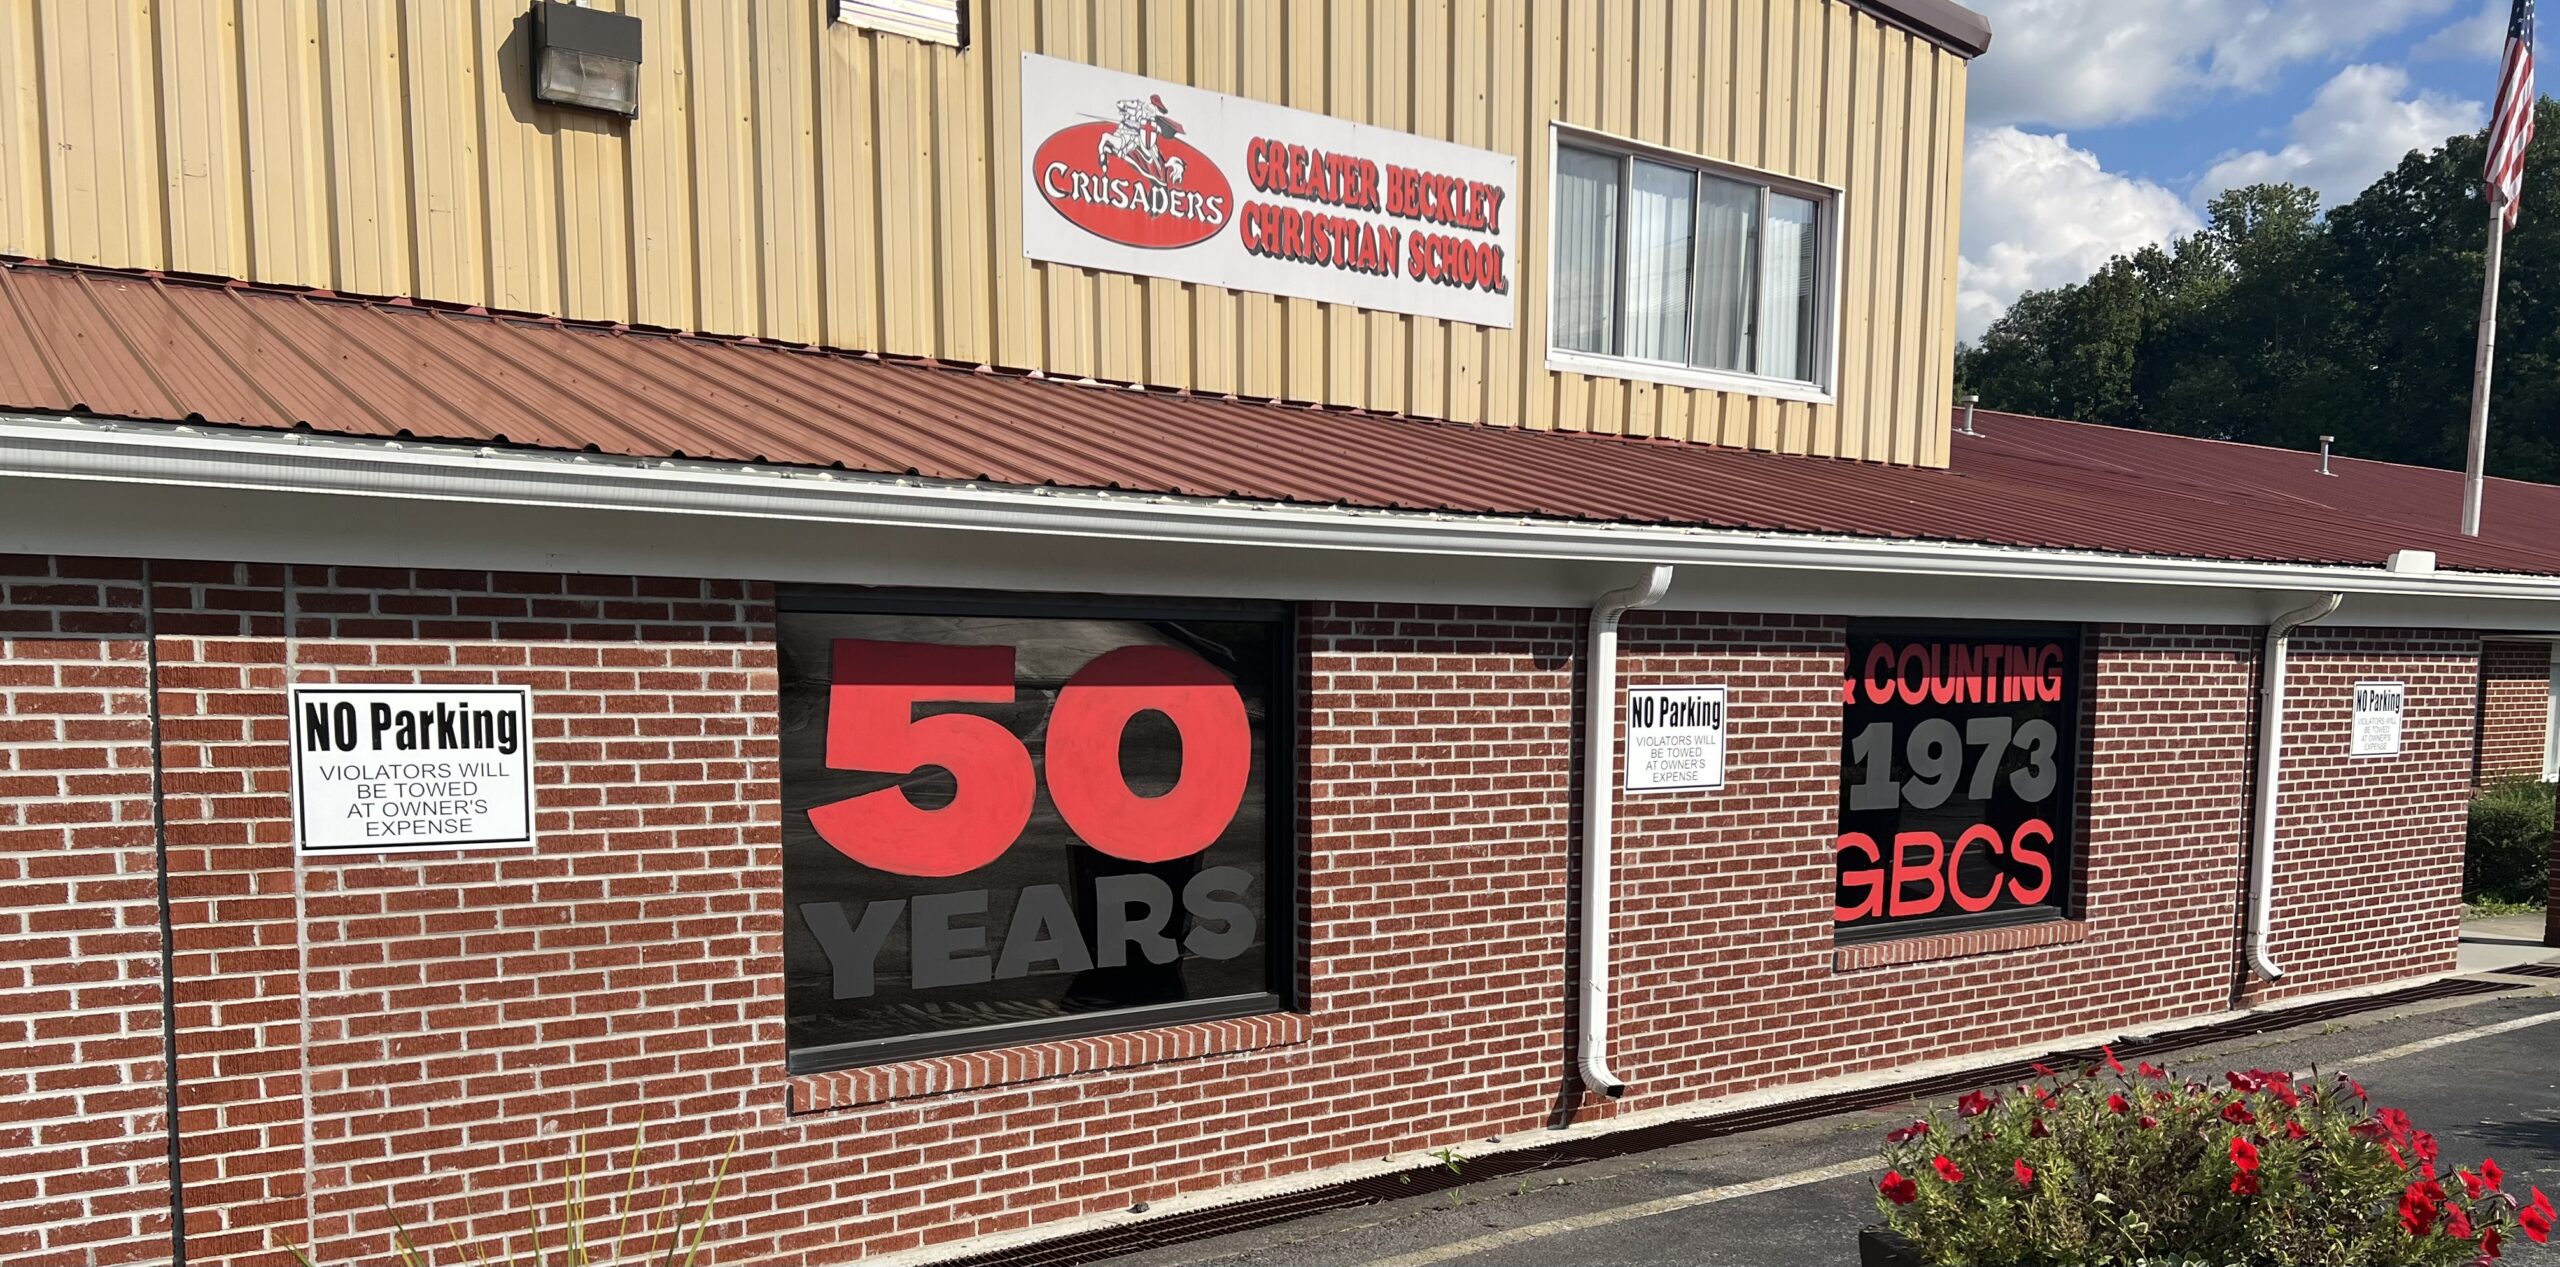 CRUSADERS
GREATER BECKLEY
CHRISTIAN SCHOOL
NO Parking
VIOLATORS WILL
BE TOWED
AT OWNER'S
EXPENSE
50
YEARS
NO Parking
VIOLATORS WILL
BE TOWED
AT OWNER'S
EXPENSE
& COUNTING
1973
GBCS
NO Parking
VIOLATORS WILL
BE TOWED
AT OWNER'S
EXPENSE